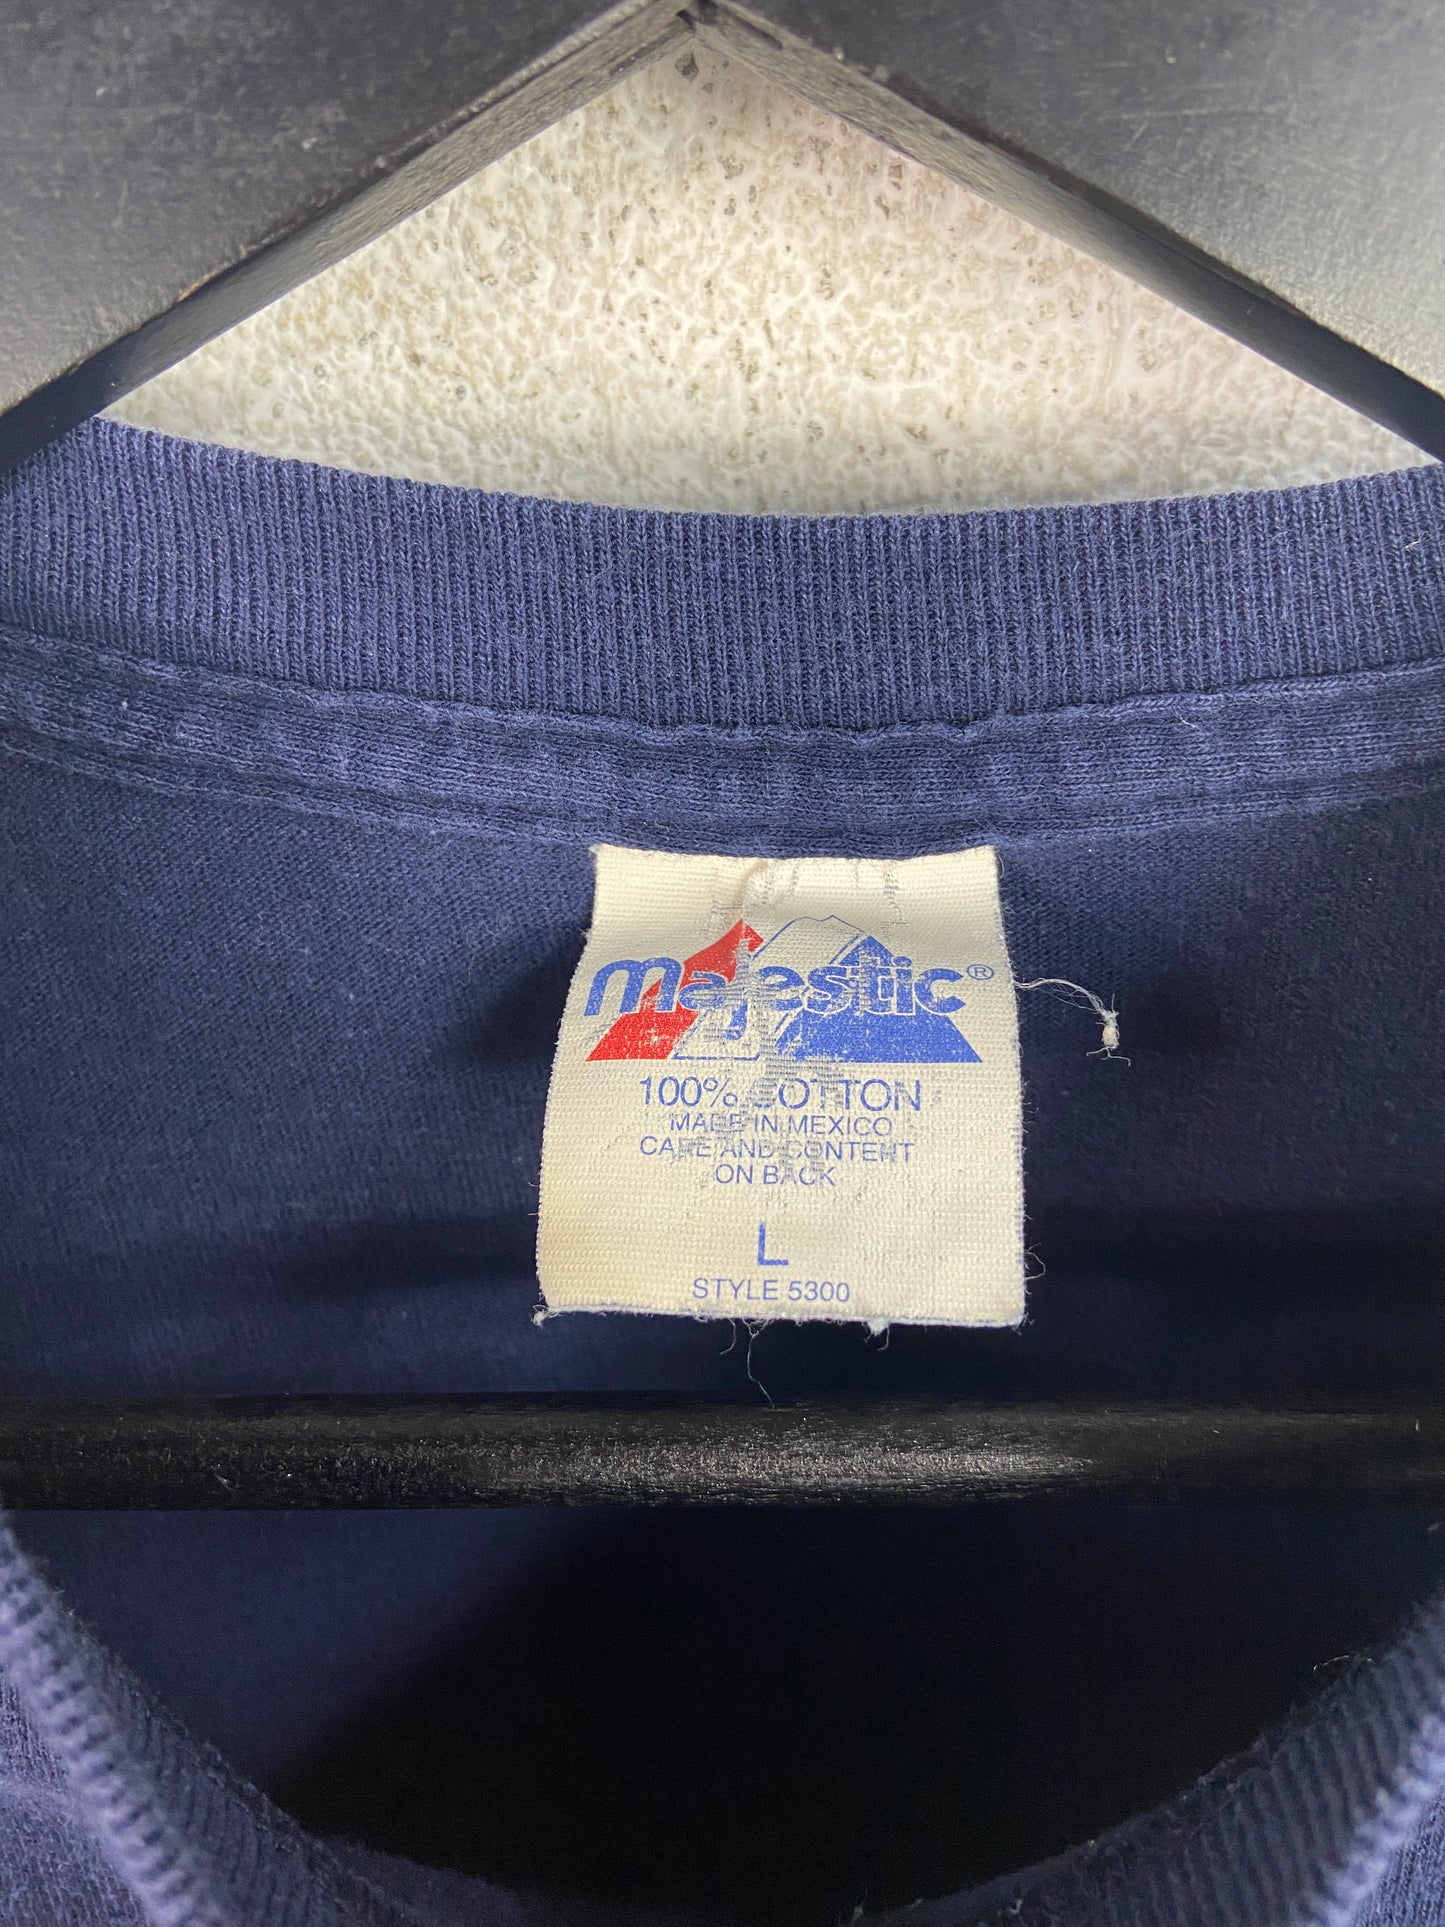 Majestic®
100% COTTON
MADE IN MEXICO
CARE AND CONTENT
ON BACK
L
STYLE 5300